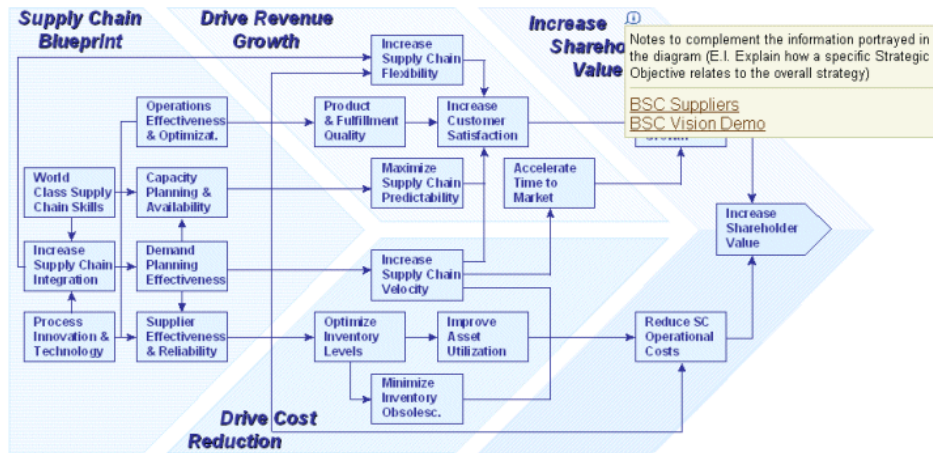 Supply Chain
Blueprint
Drive Revenue
Growth
Increase
Shareho
Value
Notes to complement the information portrayed in
the diagram (E.I. Explain how a specific Strategic
Objective relates to the overall strategy)
BSC Suppliers
BSC Vision Demo
Increase
Supply Chain
Flexibility
Operations
Effectiveness
& Optimizat.
Product
& Fulfillment
Quality
Increase
Customer
Satisfaction
World
Class Supply
Chain Skills
Capacity
Planning &
Availability
Maximize
Supply Chain
Predictability
Accelerate
Time to
Market
Increase
Shareholder
Value
Increase
Supply Chain
Integration
Demand
Planning
Effectiveness
Increase
Supply Chain
Velocity
Process
Innovation &
Technology
Supplier
Effectiveness
& Reliability
Optimize
Inventory
Levels
Improve
Asset
Utilization
Reduce SC
Operational
Costs
Minimize
Inventory
Obsolesc.
Drive Cost
Reduction